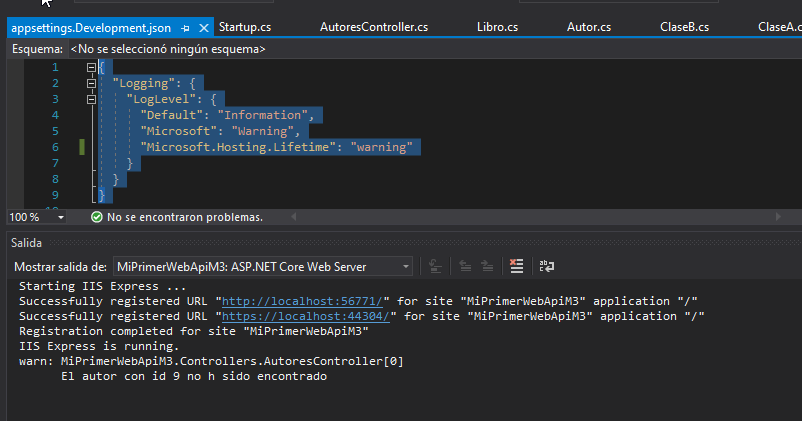 appsettings.Development.json Startup.cs AutoresController.cs Libro.cs Autor.cs ClaseB.cs ClaseA.c
Esquema: <No se seleccionó ningún esquema>
1 {
2 "Logging": {
3 "LogLevel": {
4 "Default": "Information",
5 "Microsoft": "Warning",
6 "Microsoft.Hosting.Lifetime": "warning"
7 }
8 }
9 }
100 % No se encontraron problemas.
Salida
Mostrar salida de: MiPrimerWebApiM3: ASP.NET Core Web Server
Starting IIS Express ...
Successfully registered URL "http://localhost:56771/" for site "MiPrimerWebApiM3" application "/"
Successfully registered URL "https://localhost:44304/" for site "MiPrimerWebApiM3" application "/"
Registration completed for site "MiPrimerWebApiM3"
IIS Express is running.
warn: MiPrimerWebApiM3.Controllers.AutoresController[0]
El autor con id 9 no h sido encontrado